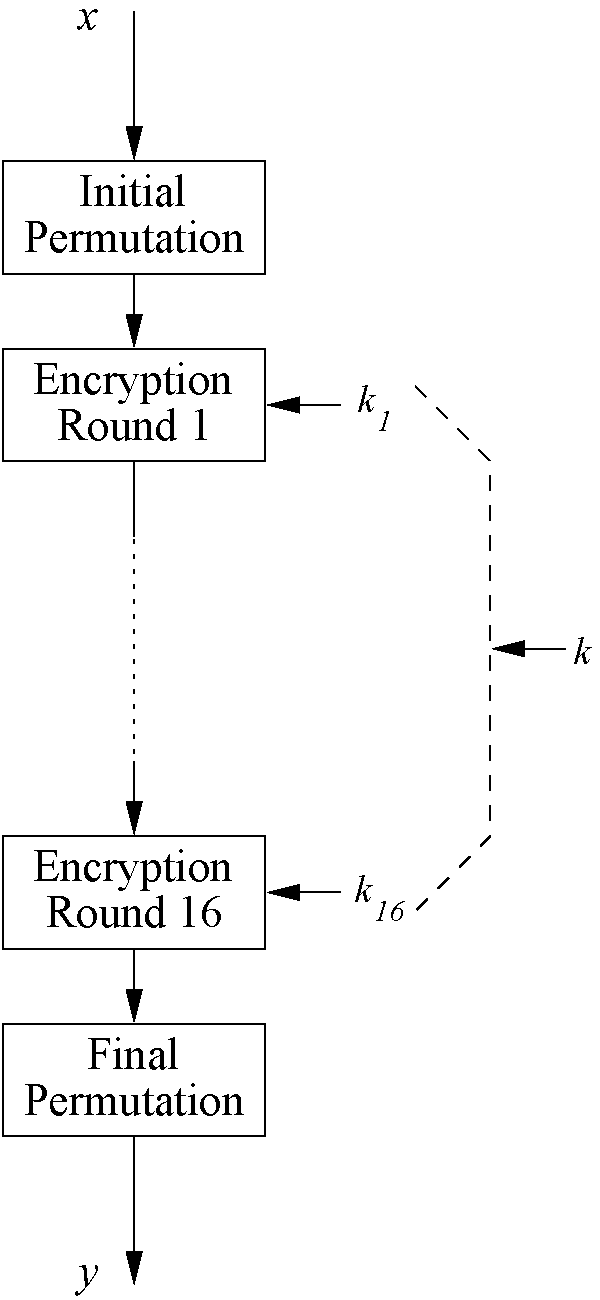 x
Initial
Permutation
Encryption
Round 1
k1
k
Encryption
Round 16
k16
Final
Permutation
y